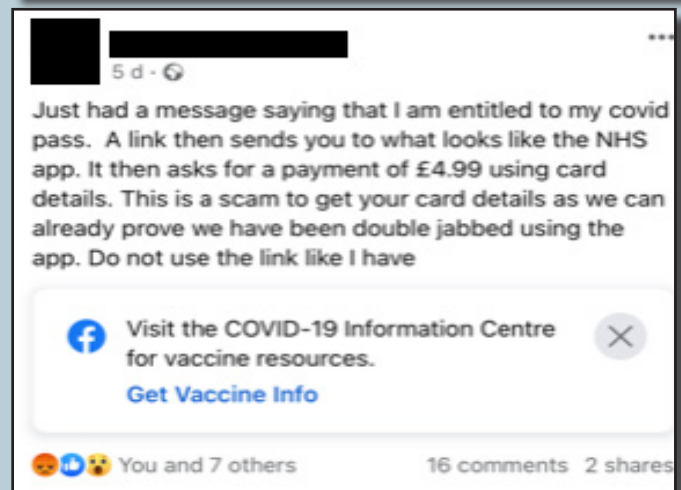 ...
5 d ·
Just had a message saying that I am entitled to my covid
pass. A link then sends you to what looks like the NHS
app. It then asks for a payment of £4.99 using card
details. This is a scam to get your card details as we can
already prove we have been double jabbed using the
app. Do not use the link like I have
Visit the COVID-19 Information Centre
for vaccine resources.
Get Vaccine Info
You and 7 others 16 comments 2 shares